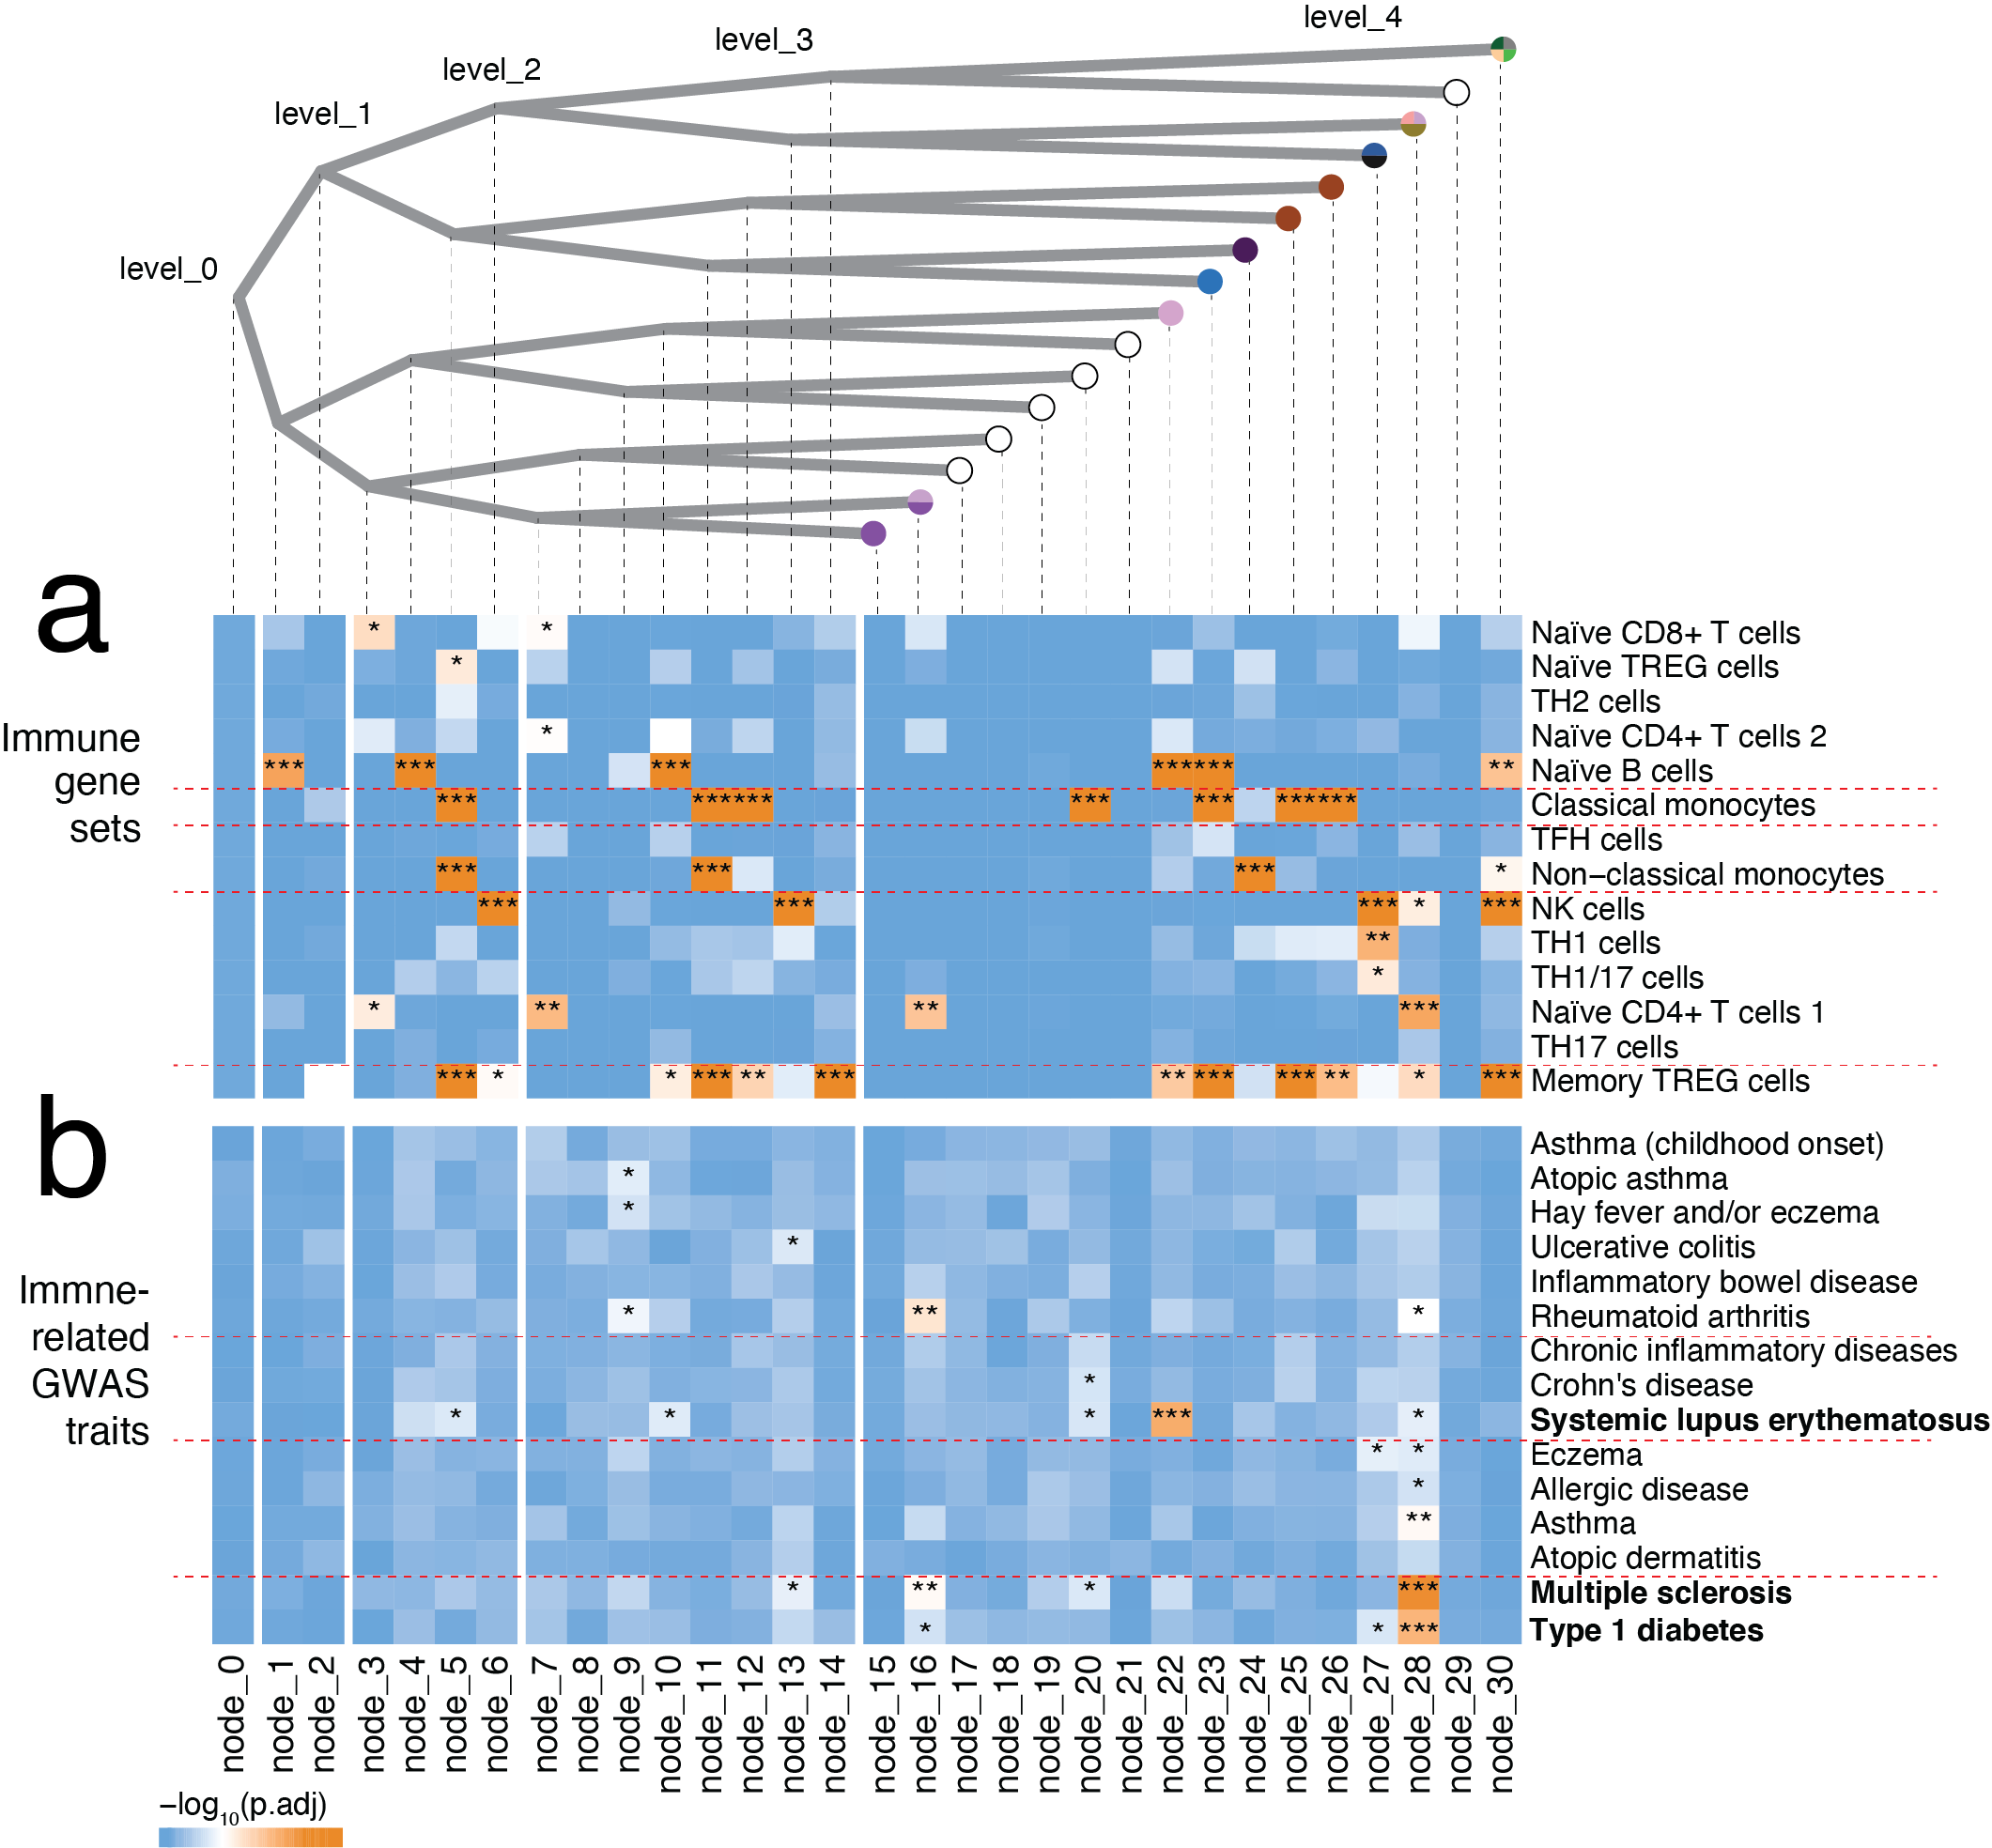 level_4
level_3
level_2
level_1
level_0
a
Immune
gene
sets
* * Naïve CD8+ T cells
* Naïve TREG cells
TH2 cells
* Naïve CD4+ T cells 2
*** *** *** *** *** ** Naïve B cells
*** *** *** *** *** *** *** Classical monocytes
TFH cells
*** *** *** * Non−classical monocytes
*** *** *** * *** NK cells
** TH1 cells
* TH1/17 cells
* ** ** *** Naïve CD4+ T cells 1
TH17 cells
*** * * *** ** *** ** *** *** ** * *** Memory TREG cells
b
Immne-
related
GWAS
traits
Asthma (childhood onset)
* Atopic asthma
* Hay fever and/or eczema
* Ulcerative colitis
Inflammatory bowel disease
* ** * Rheumatoid arthritis
Chronic inflammatory diseases
* Crohn's disease
* * * *** * Systemic lupus erythematosus
* * Eczema
* Allergic disease
** Asthma
Atopic dermatitis
* ** * *** Multiple sclerosis
* * *** Type 1 diabetes
node_0
node_1
node_2
node_3
node_4
node_5
node_6
node_7
node_8
node_9
node_10
node_11
node_12
node_13
node_14
node_15
node_16
node_17
node_18
node_19
node_20
node_21
node_22
node_23
node_24
node_25
node_26
node_27
node_28
node_29
node_30
−log10(p.adj)